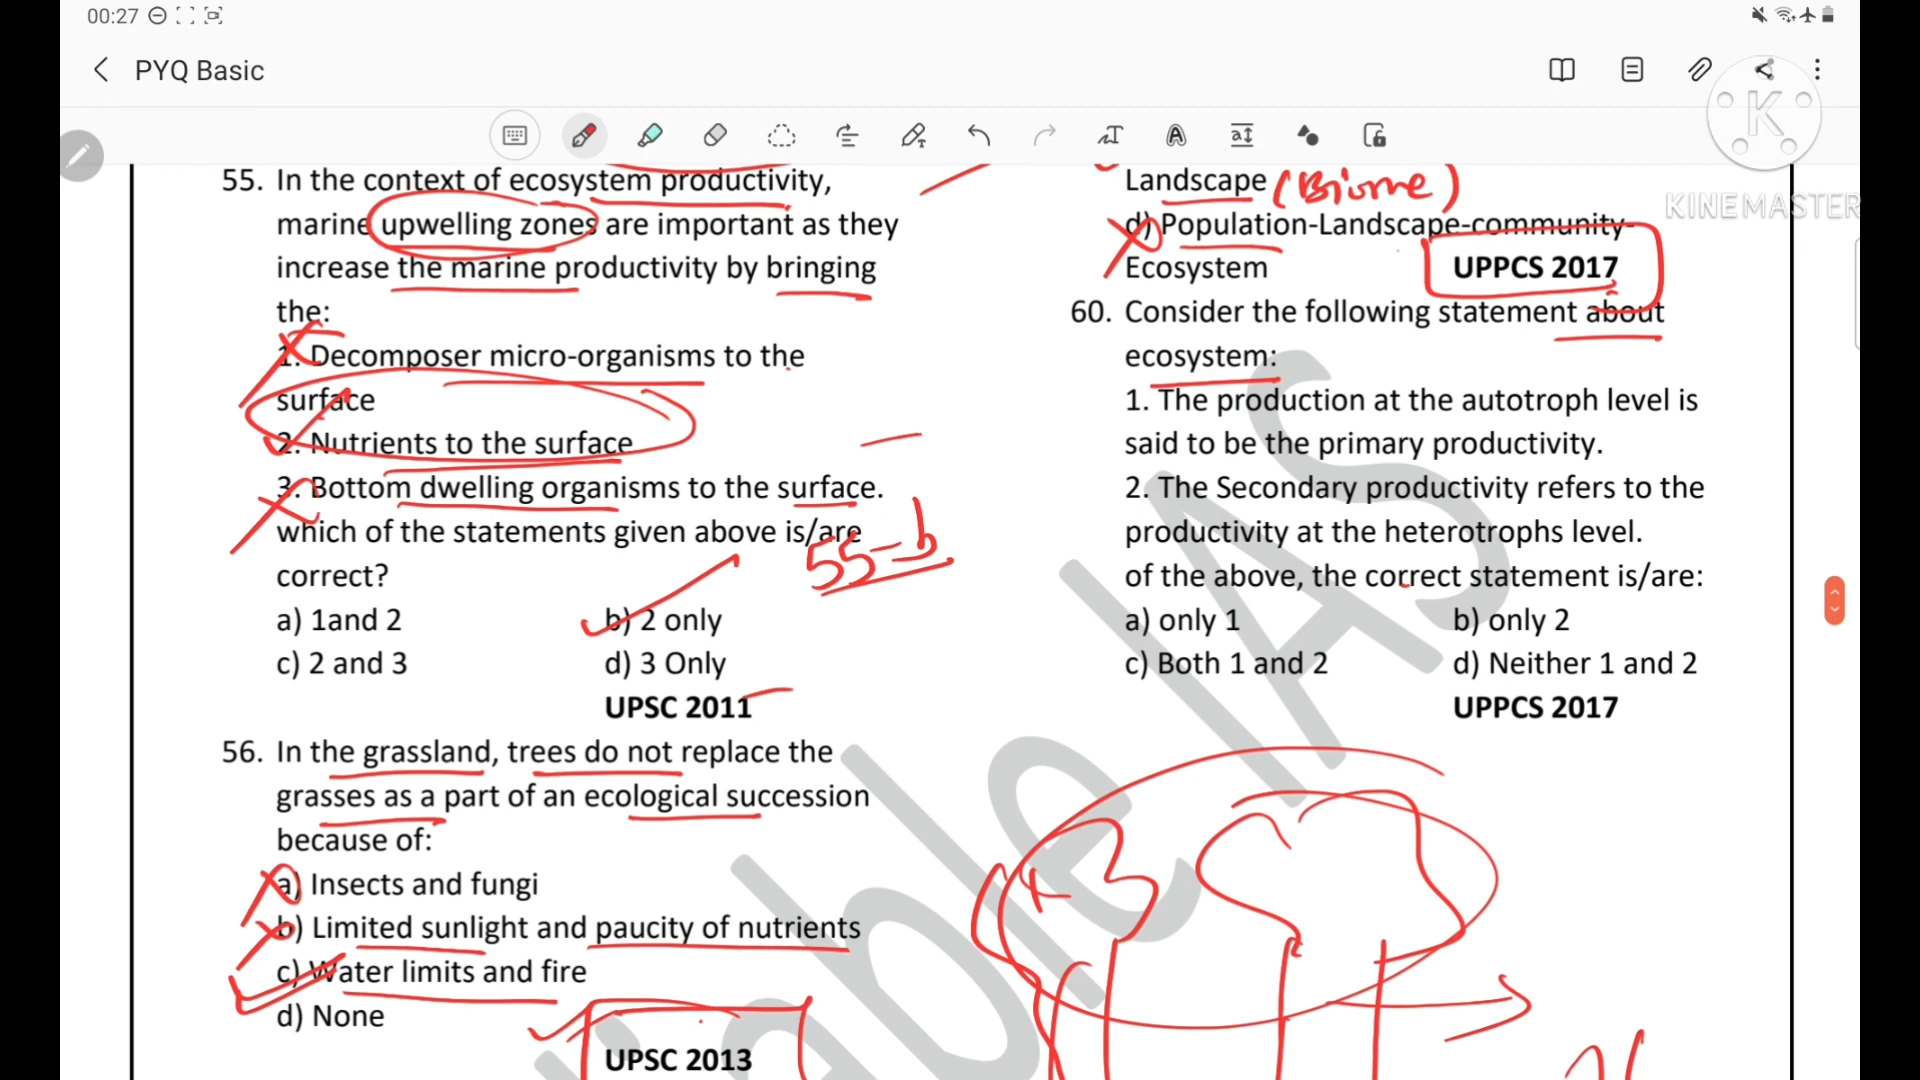 00:27
PYQ Basic
KINEMASTER
55. In the context of ecosystem productivity,
marine upwelling zones are important as they
increase the marine productivity by bringing
the:
1. Decomposer micro-organisms to the
surface
2. Nutrients to the surface
3. Bottom dwelling organisms to the surface.
which of the statements given above is/are
correct?
55-b
a) 1and 2
b) 2 only
c) 2 and 3
d) 3 Only
UPSC 2011
56. In the grassland, trees do not replace the
grasses as a part of an ecological succession
because of:
a) Insects and fungi
b) Limited sunlight and paucity of nutrients
c) Water limits and fire
d) None
UPSC 2013
Landscape (Biome)
d) Population-Landscape-community-
Ecosystem
UPPCS 2017
60. Consider the following statement about
ecosystem:
1. The production at the autotroph level is
said to be the primary productivity.
2. The Secondary productivity refers to the
productivity at the heterotrophs level.
of the above, the correct statement is/are:
a) only 1
b) only 2
c) Both 1 and 2
d) Neither 1 and 2
UPPCS 2017
able IAS